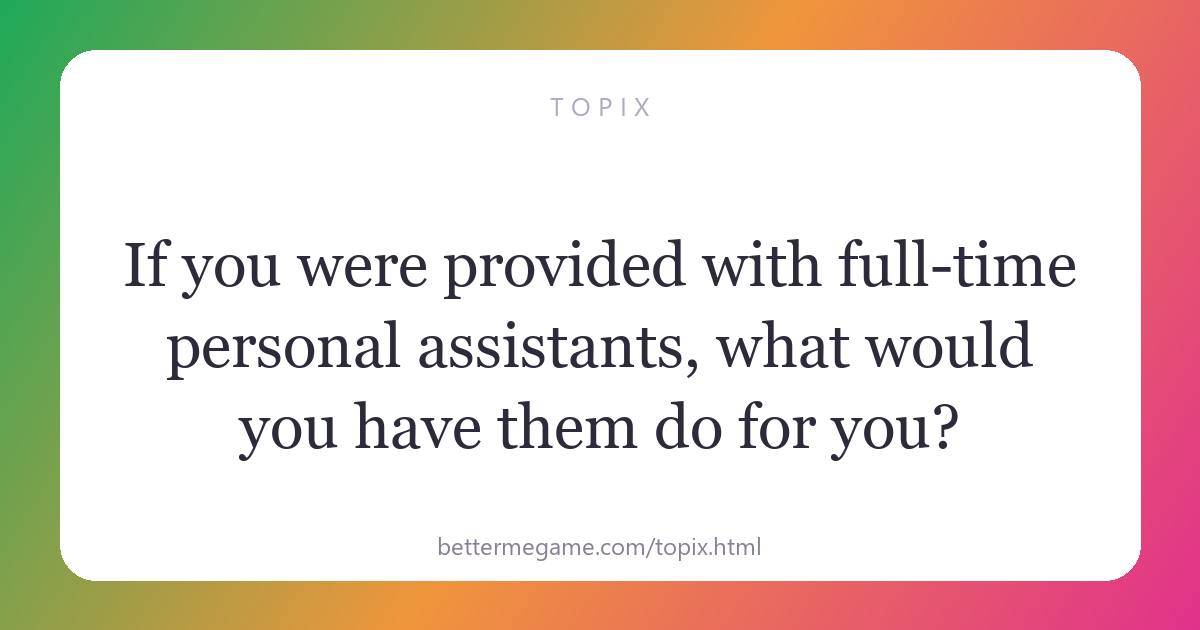 TOPIX
If you were provided with full-time
personal assistants, what would
you have them do for you?
bettermegame.com/topix.html